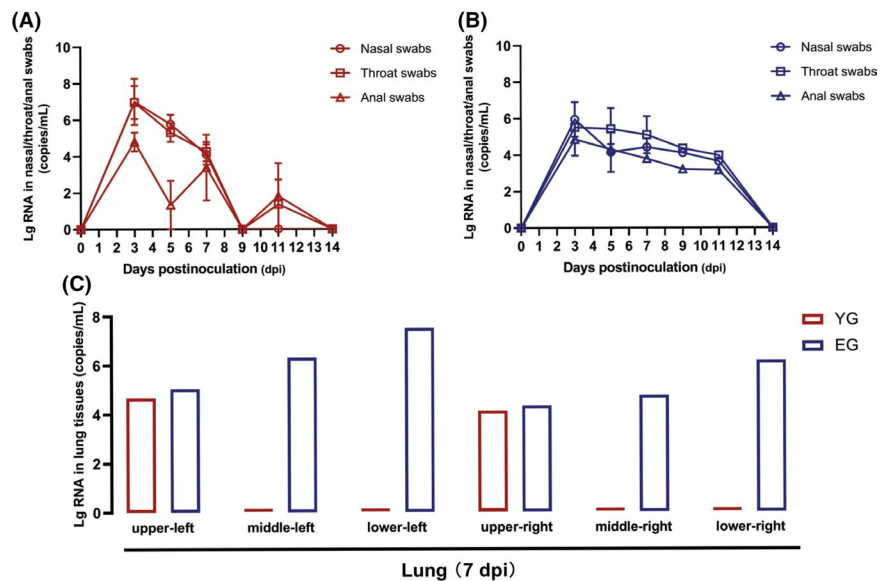 (A)
Lg RNA in nasal/throat/anal swabs
(copies/mL)
10
8
6
4
2
0
0 1 2 3 4 5 6 7 8 9 10 11 12 13 14
Days postinoculation (dpi)
Nasal swabs
Throat swabs
Anal swabs
(B)
Lg RNA in nasal/throat/anal swabs
(copies/mL)
10
8
6
4
2
0
0 1 2 3 4 5 6 7 8 9 10 11 12 13 14
Days postinoculation (dpi)
Nasal swabs
Throat swabs
Anal swabs
(C)
Lg RNA in lung tissues (copies/mL)
8
6
4
2
0
upper-left middle-left lower-left upper-right middle-right lower-right
Lung (7 dpi)
YG
EG